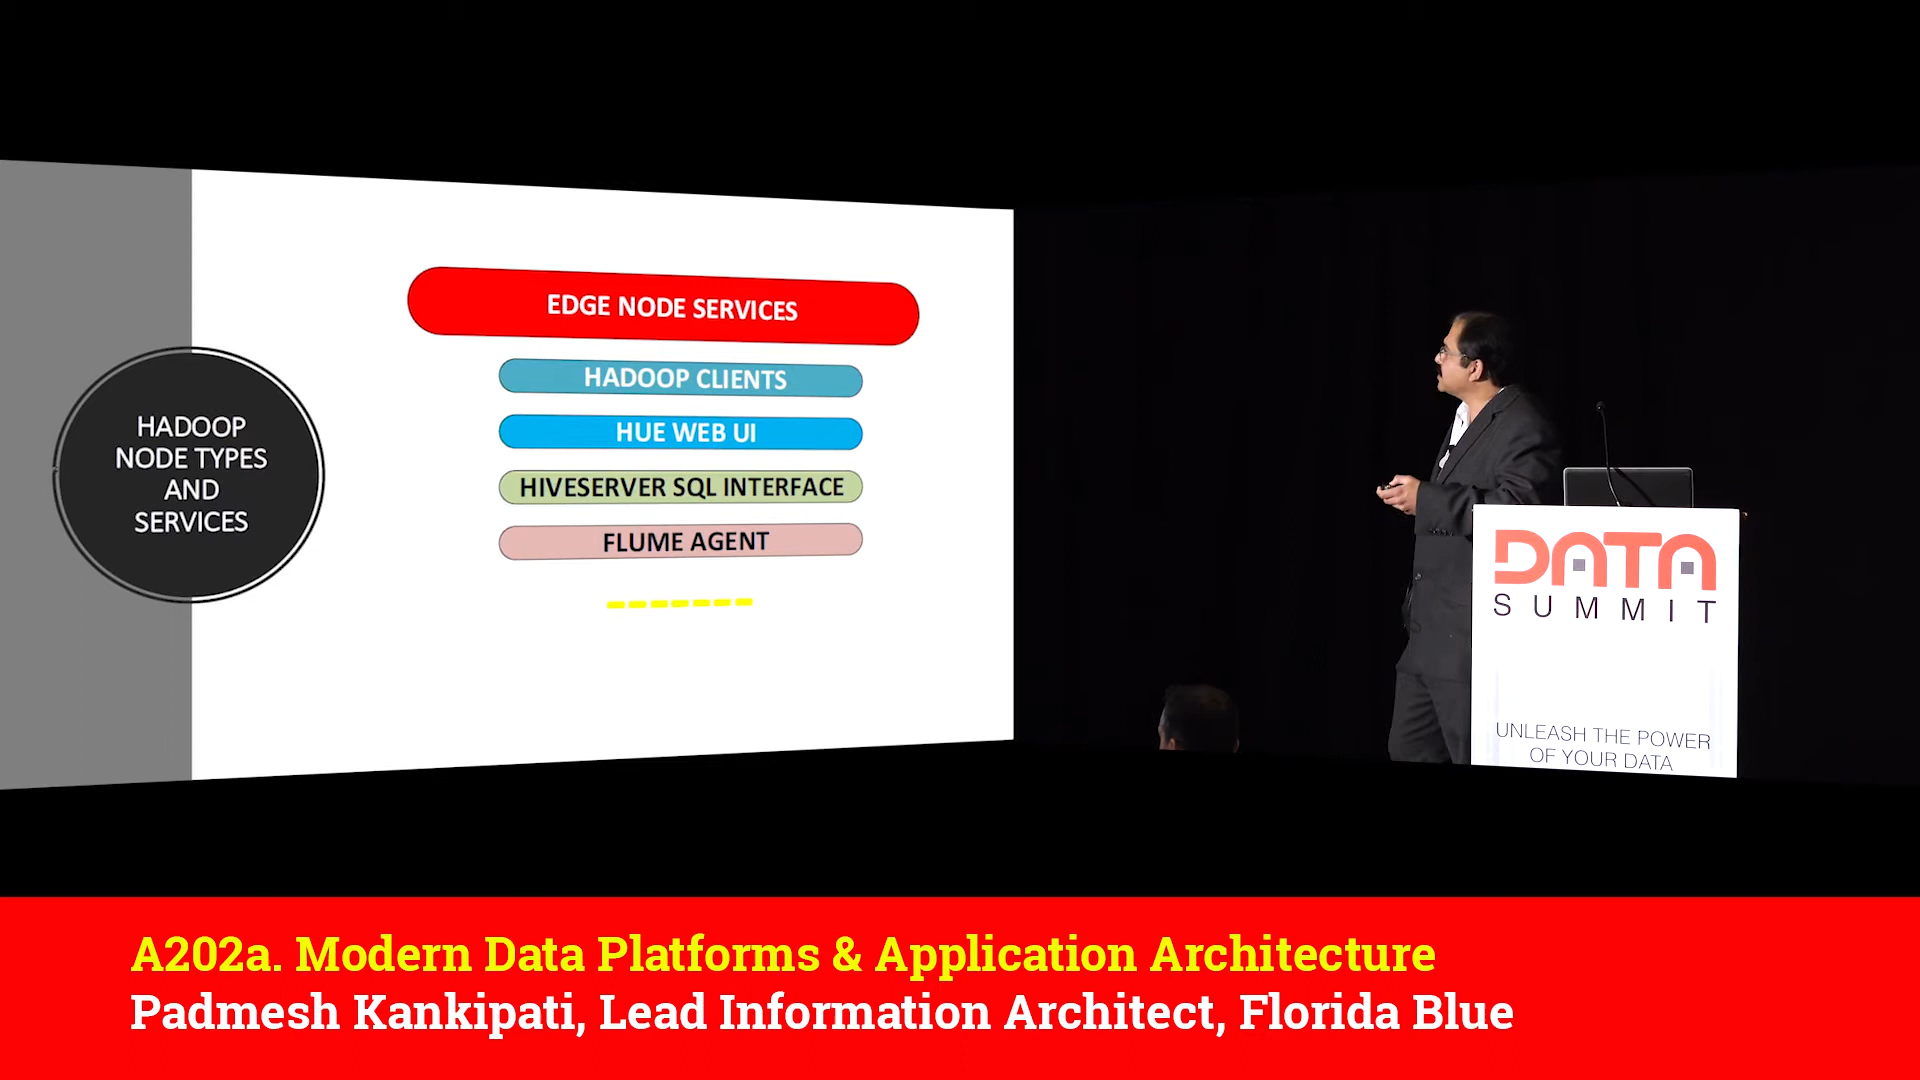 HADOOP
NODE TYPES
AND
SERVICES
EDGE NODE SERVICES
HADOOP CLIENTS
HUE WEB UI
HIVESERVER SQL INTERFACE
FLUME AGENT
DATA
SUMMIT
UNLEASH THE POWER
OF YOUR DATA
A202a. Modern Data Platforms & Application Architecture
Padmesh Kankipati, Lead Information Architect, Florida Blue